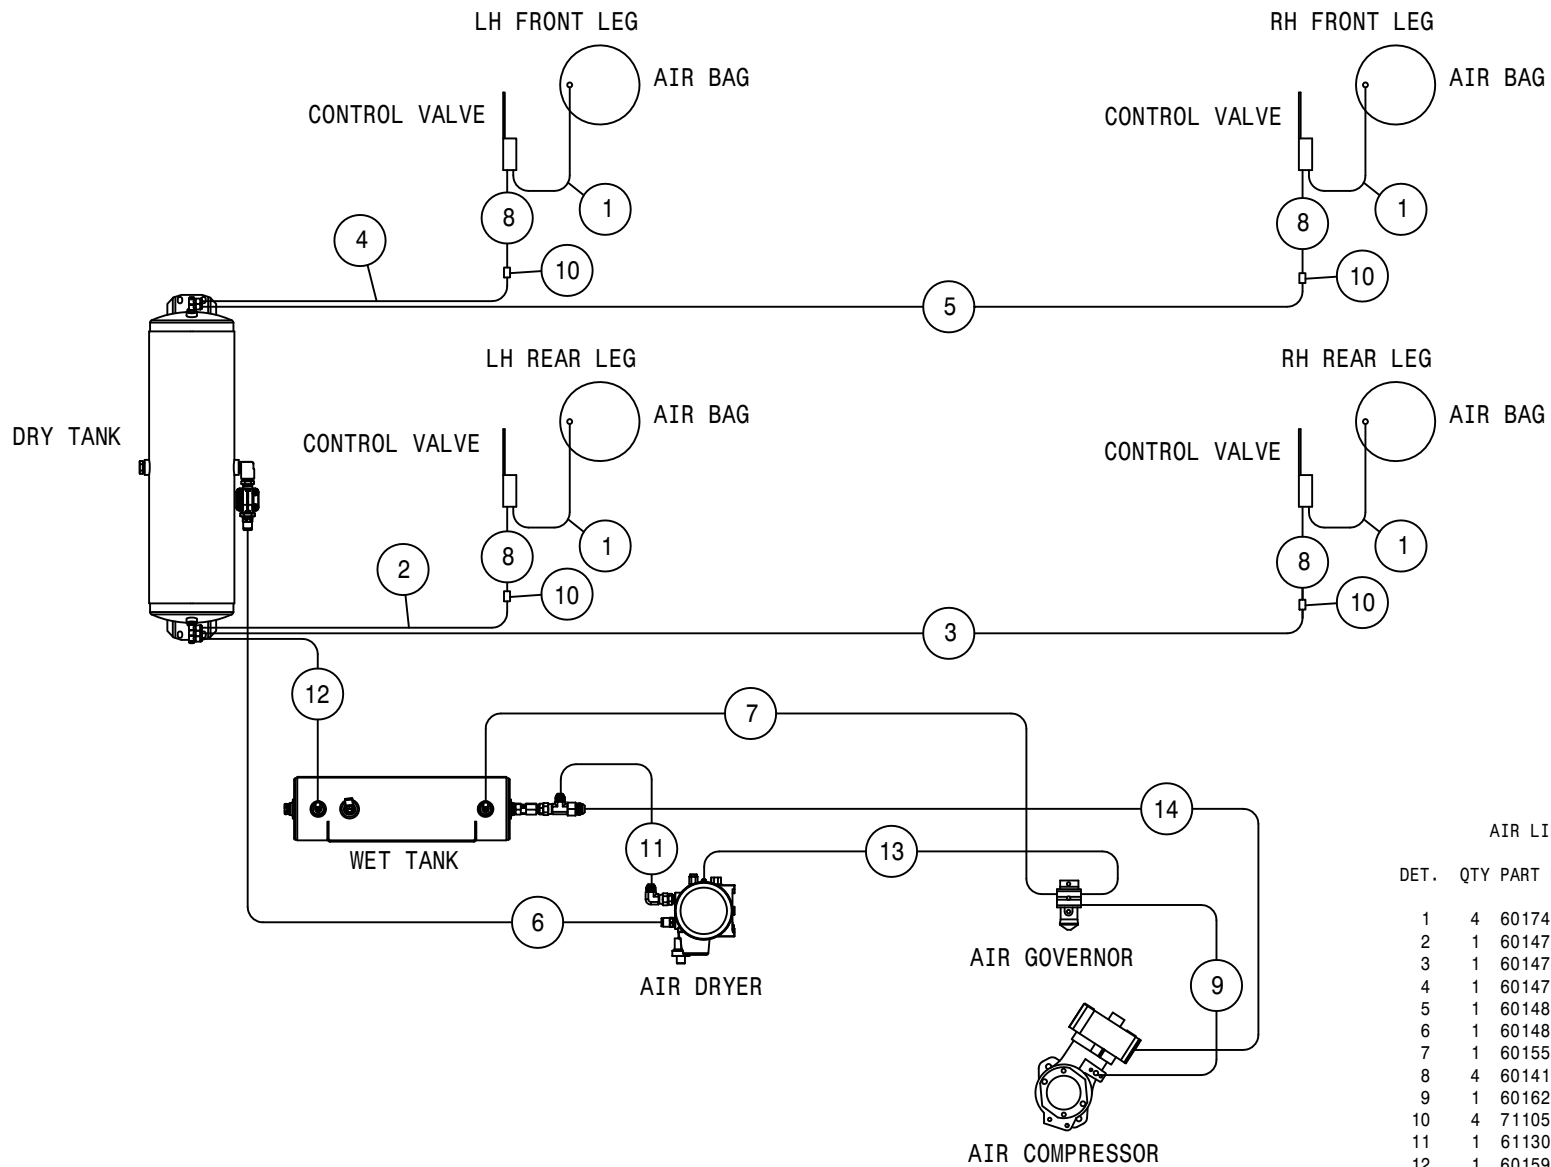 LH FRONT LEG
RH FRONT LEG
AIR BAG
AIR BAG
CONTROL VALVE
CONTROL VALVE
1
1
8
8
4
10
10
5
LH REAR LEG
RH REAR LEG
AIR BAG
AIR BAG
DRY TANK
CONTROL VALVE
CONTROL VALVE
1
1
8
8
2
10
10
3
12
7
14
WET TANK
11
13
6
AIR GOVERNOR
AIR DRYER
9
AIR COMPRESSOR
AIR LI
DET. QTY PART
1 4 60174
2 1 60147
3 1 60147
4 1 60147
5 1 60148
6 1 60148
7 1 60155
8 4 60141
9 1 60162
10 4 71105
11 1 61130
12 1 60159